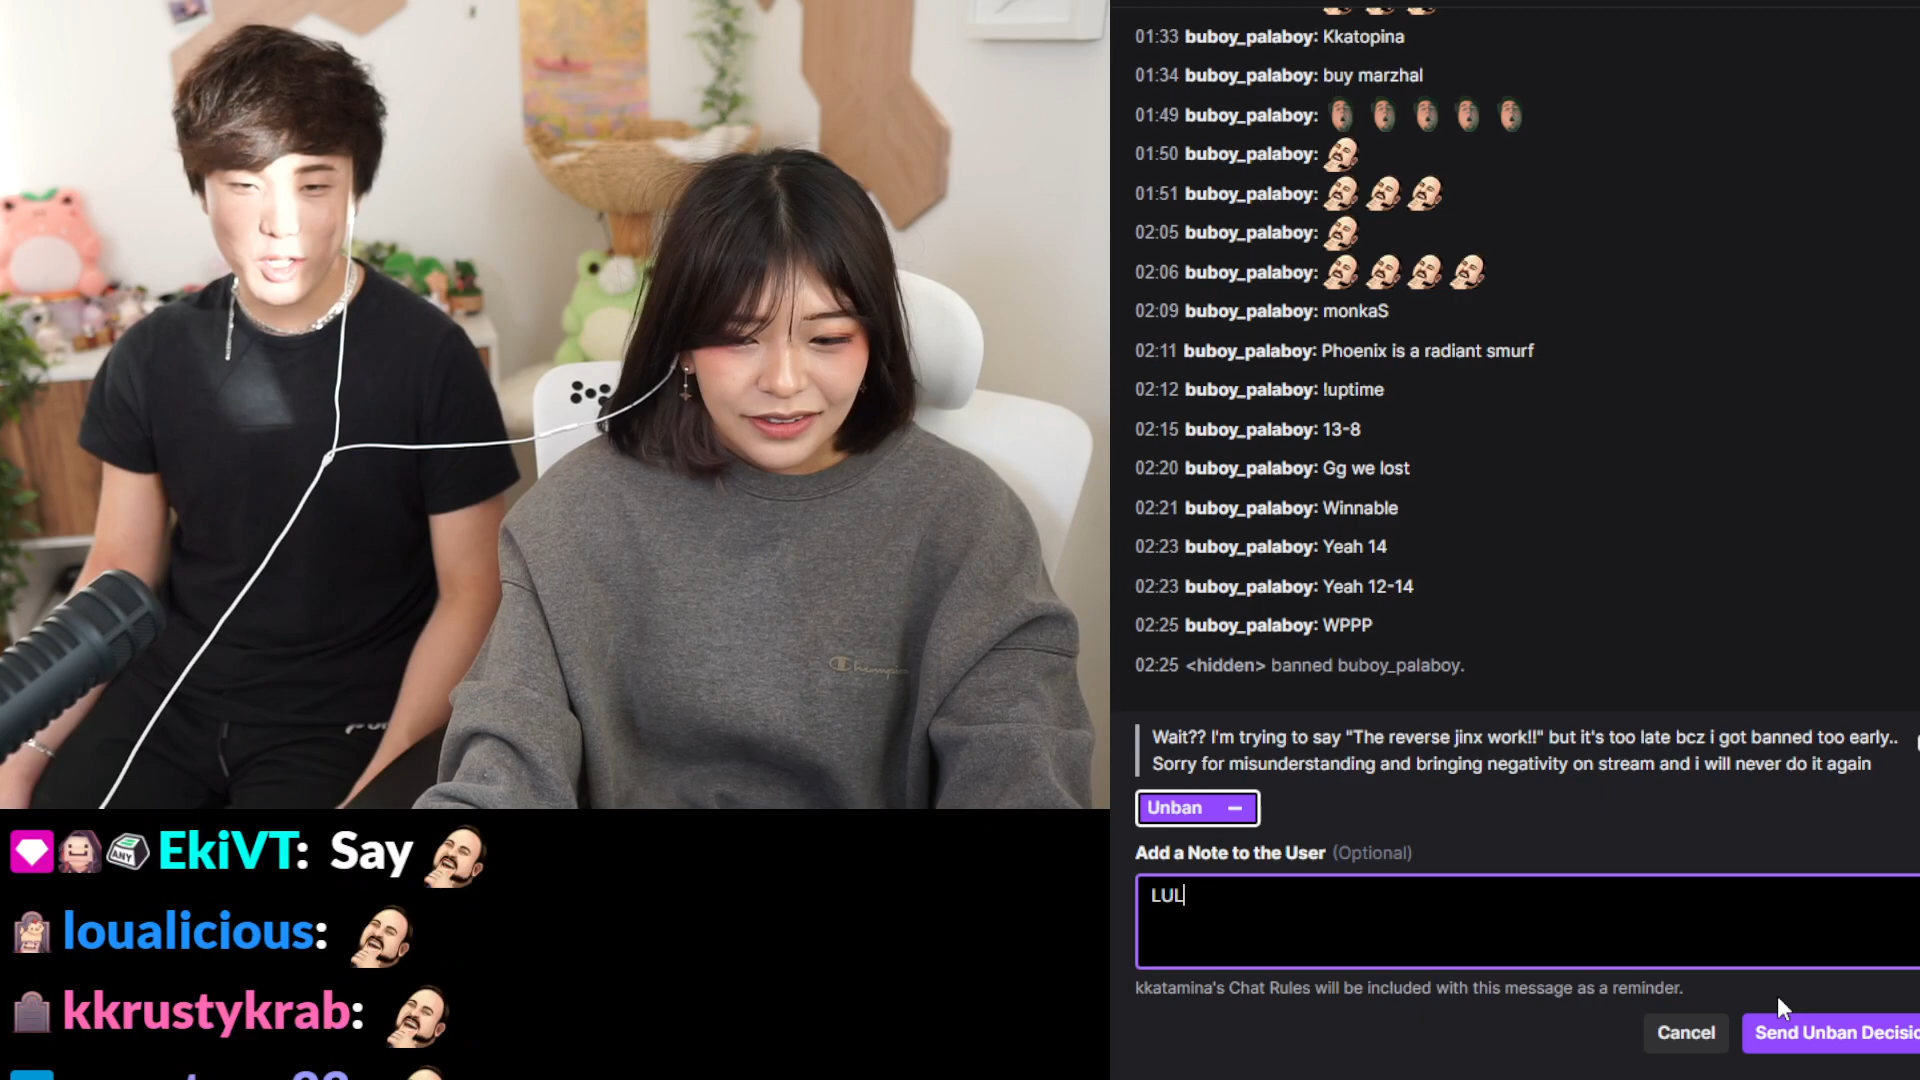 01:33 buboy_palaboy: Kkatopina
01:34 buboy_palaboy: buy marzhal
01:49 buboy_palaboy:
01:50 buboy_palaboy:
01:51 buboy_palaboy:
02:05 buboy_palaboy:
02:06 buboy_palaboy:
02:09 buboy_palaboy: monkaS
02:11 buboy_palaboy: Phoenix is a radiant smurf
02:12 buboy_palaboy: !uptime
02:15 buboy_palaboy: 13-8
02:20 buboy_palaboy: Gg we lost
02:21 buboy_palaboy: Winnable
02:23 buboy_palaboy: Yeah 14
02:23 buboy_palaboy: Yeah 12-14
02:25 buboy_palaboy: WPPP
02:25 <hidden> banned buboy_palaboy.
Wait?? I'm trying to say "The reverse jinx work!!" but it's too late bcz i got banned too early..
Sorry for misunderstanding and bringing negativity on stream and i will never do it again
Unban
Add a Note to the User (Optional)
LUL
kkatamina's Chat Rules will be included with this message as a reminder.
Cancel
Send Unban Decisio
Champion
ANY
EkiVT: Say
loualicious:
kkrustykrab: